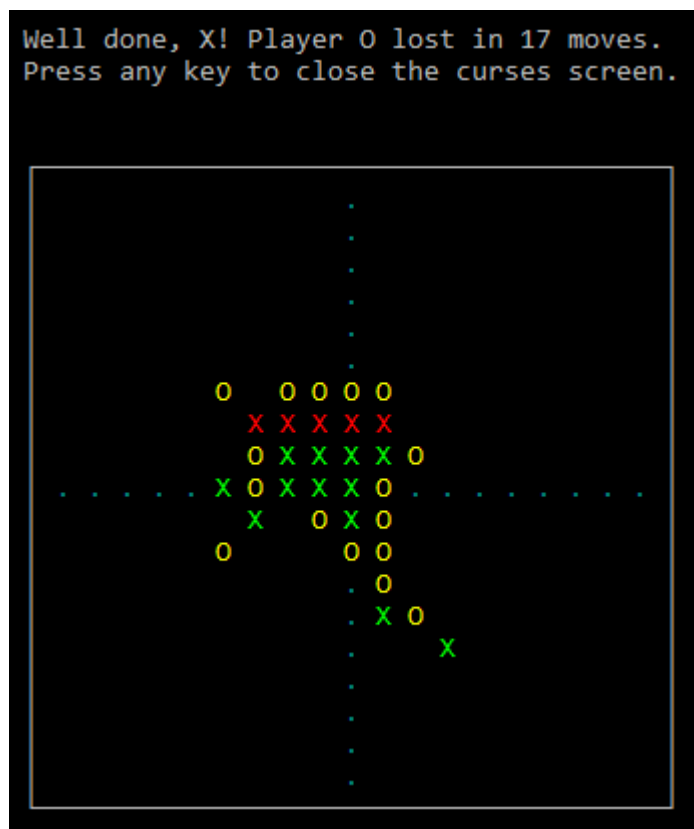 Well done, X! Player O lost in 17 moves.
Press any key to close the curses screen.
.
.
.
.
.
.
O   O O O O
X X X X X
O X X X X O
. . . . . X O X X X O . . . . . . . .
X   O X O
O       O O
. O
. X O
.     X
.
.
.
.